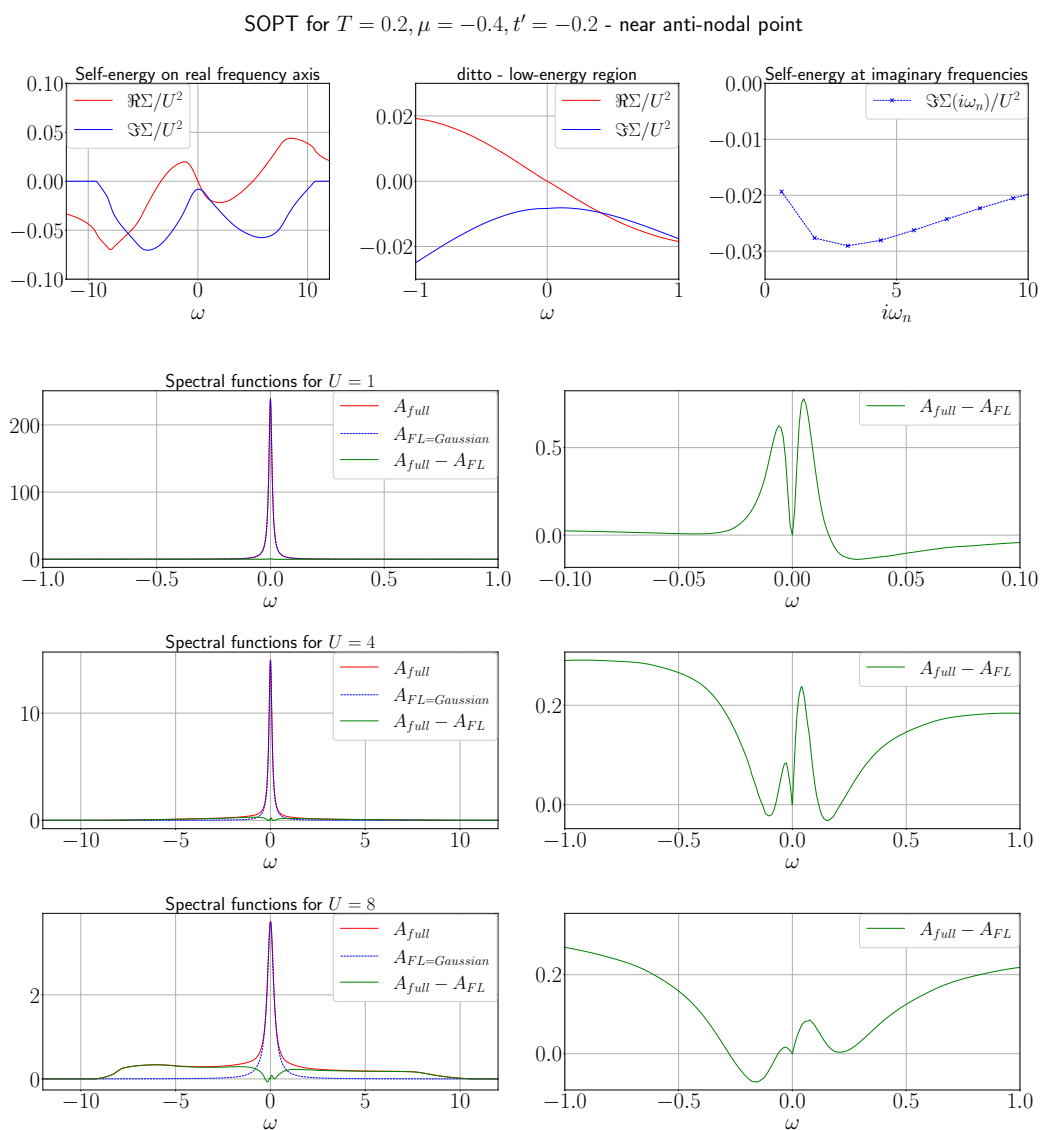 SOPT for T = 0.2, μ = −0.4, t′ = −0.2 - near anti-nodal point
Self-energy on real frequency axis
0.10
0.05
0.00
−0.05
−0.10
−10
0
10
ω
ℜΣ/U²
ℑΣ/U²
ditto - low-energy region
0.02
0.00
−0.02
−1
0
1
ω
ℜΣ/U²
ℑΣ/U²
Self-energy at imaginary frequencies
0.00
−0.01
−0.02
−0.03
0
5
10
iωₙ
ℑΣ(iωₙ)/U²
Spectral functions for U = 1
200
100
0
−1.0
−0.5
0.0
0.5
1.0
ω
A_full
A_FL=Gaussian
A_full − A_FL
0.5
0.0
−0.10
−0.05
0.00
0.05
0.10
ω
A_full − A_FL
Spectral functions for U = 4
10
0
−10
−5
0
5
10
ω
A_full
A_FL=Gaussian
A_full − A_FL
0.2
0.0
−1.0
−0.5
0.0
0.5
1.0
ω
A_full − A_FL
Spectral functions for U = 8
2
0
−10
−5
0
5
10
ω
A_full
A_FL=Gaussian
A_full − A_FL
0.2
0.0
−1.0
−0.5
0.0
0.5
1.0
ω
A_full − A_FL